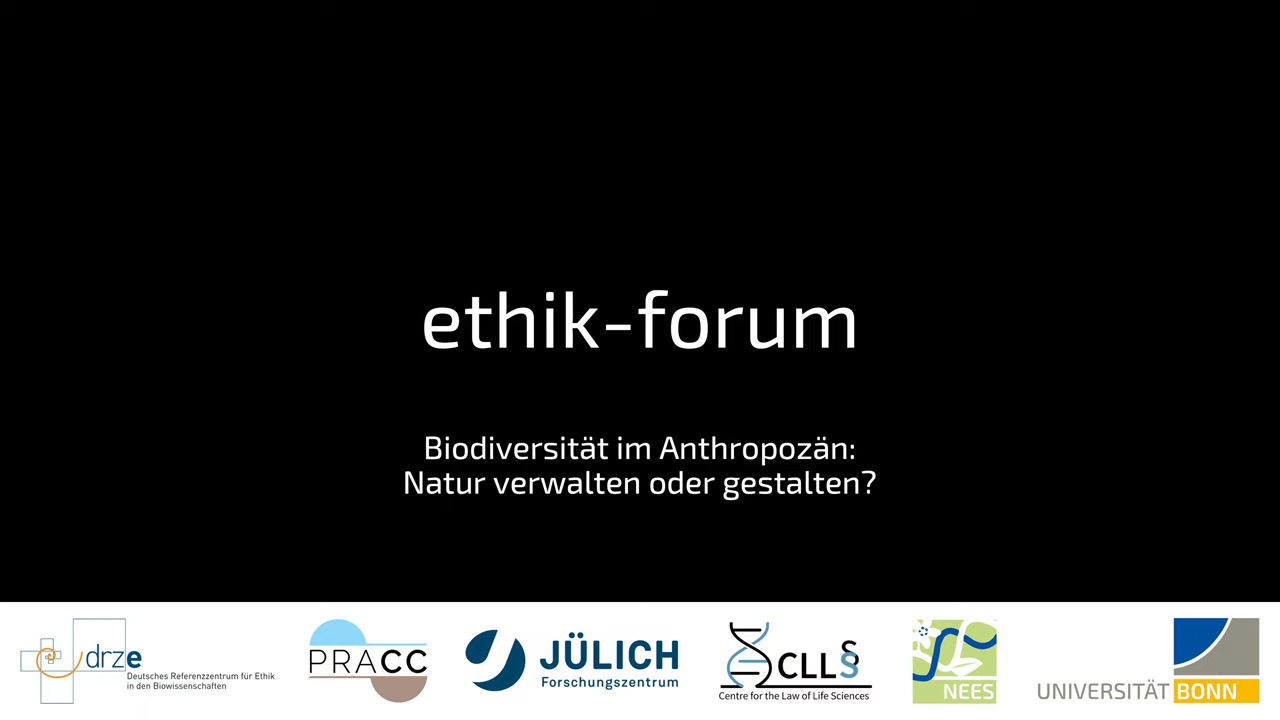 ethik-forum
Biodiversität im Anthropozän:
Natur verwalten oder gestalten?
drze
Deutsches Referenzzentrum für Ethik
in den Biowissenschaften
PRACC
JÜLICH
Forschungszentrum
CLL§
Centre for the Law of Life Sciences
NEES
UNIVERSITÄT BONN